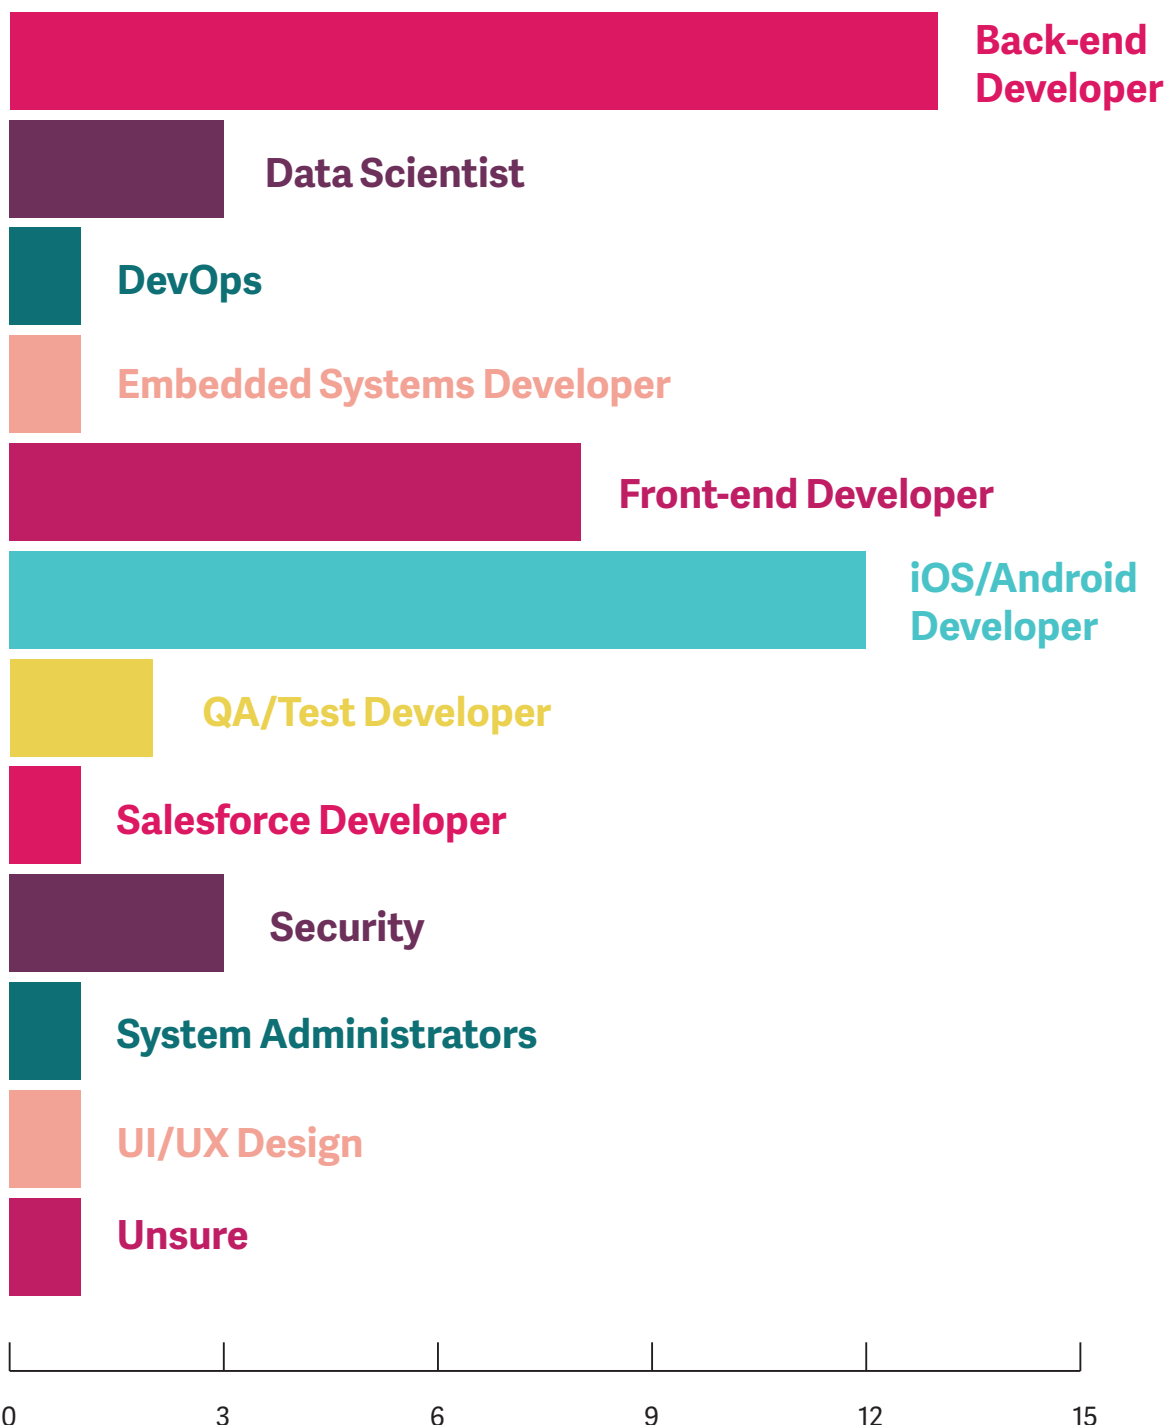 Back-end
Developer
Data Scientist
DevOps
Embedded Systems Developer
Front-end Developer
iOS/Android
Developer
QA/Test Developer
Salesforce Developer
Security
System Administrators
UI/UX Design
Unsure
0 3 6 9 12 15